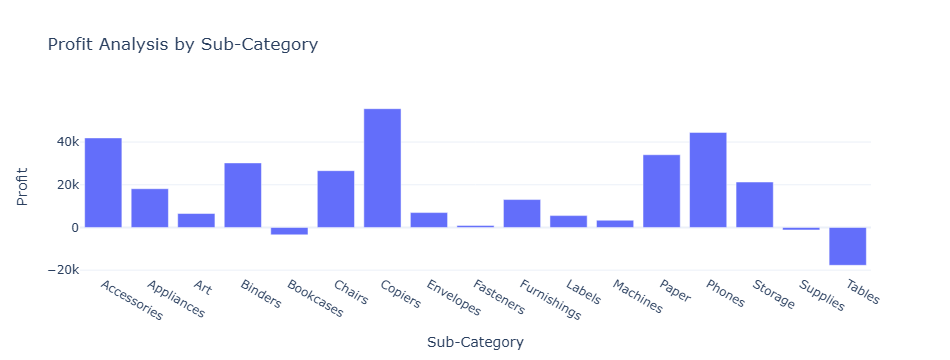 Profit Analysis by Sub-Category
Profit
40k
20k
0
−20k
Accessories
Appliances
Art
Binders
Bookcases
Chairs
Copiers
Envelopes
Fasteners
Furnishings
Labels
Machines
Paper
Phones
Storage
Supplies
Tables
Sub-Category